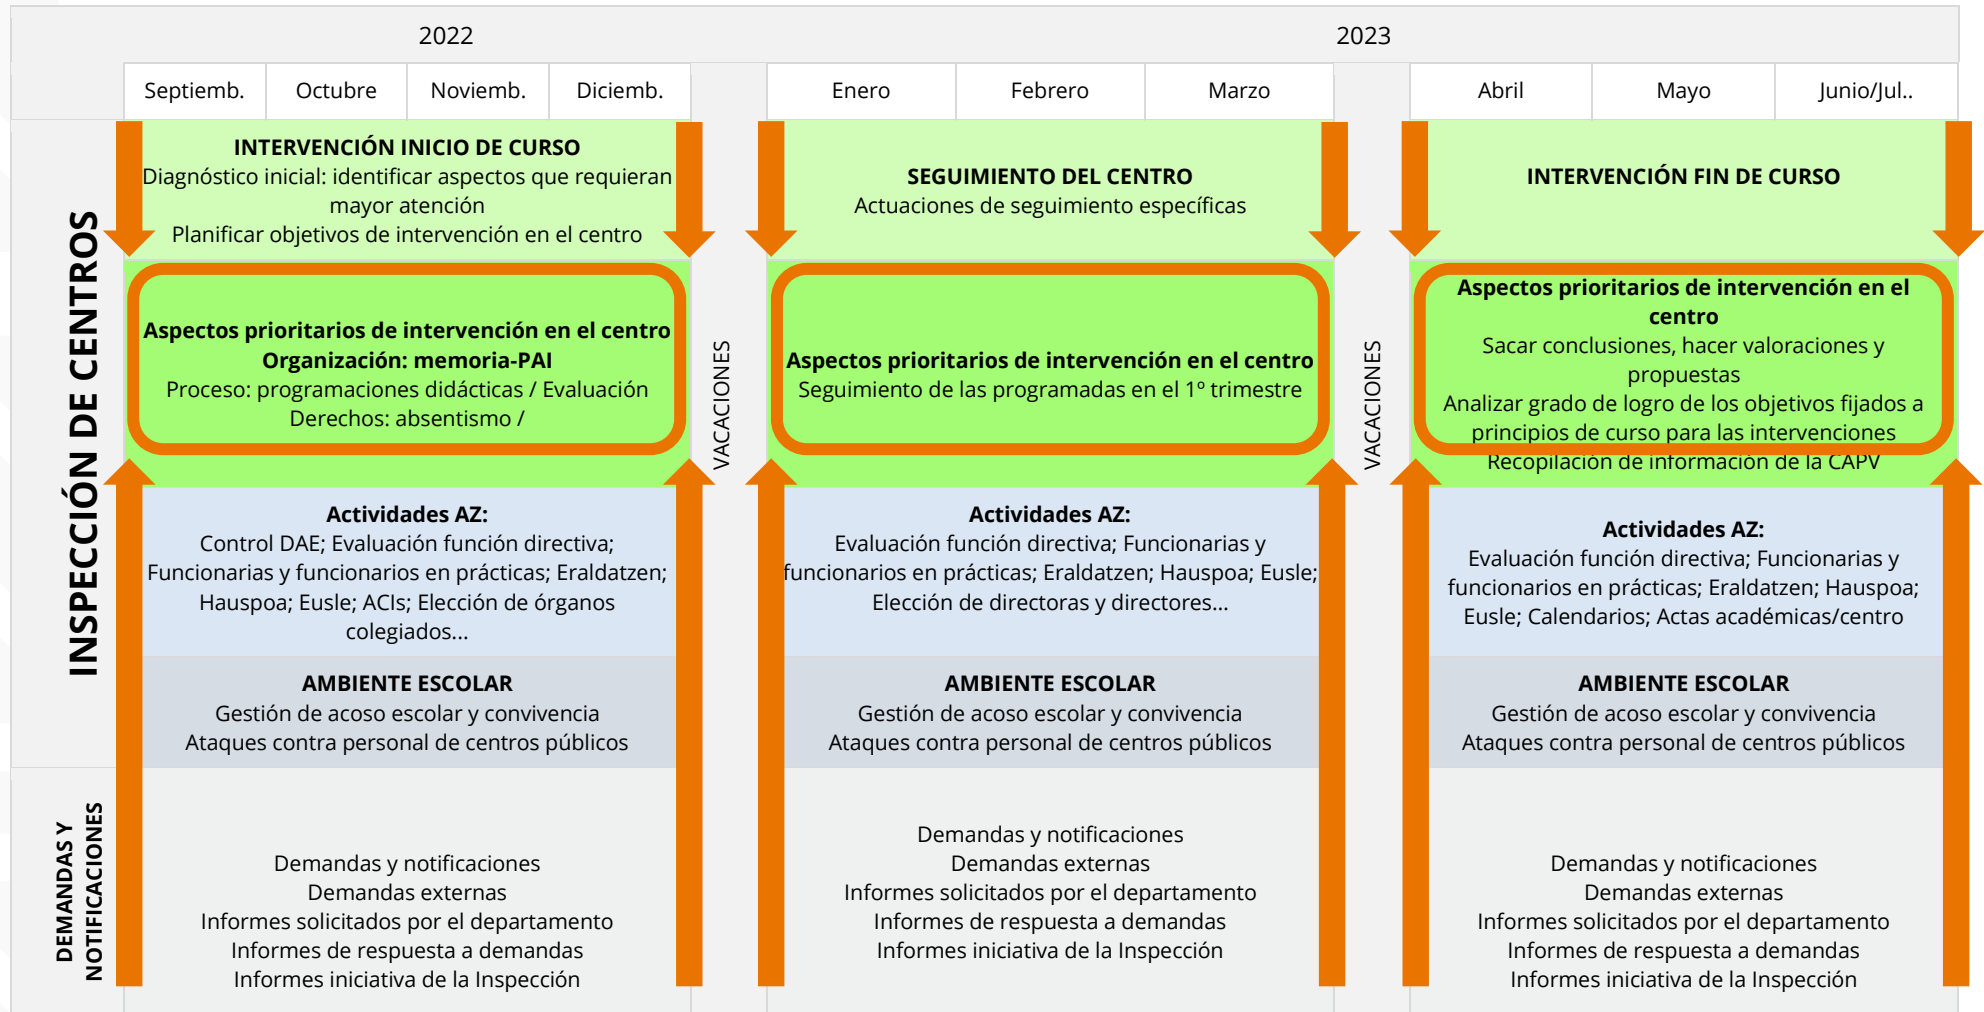 2022
2023
Septiemb.
Octubre
Noviemb.
Diciemb.
Enero
Febrero
Marzo
Abril
Mayo
Junio/Jul..
INSPECCIÓN DE CENTROS
INTERVENCIÓN INICIO DE CURSO
Diagnóstico inicial: identificar aspectos que requieran
mayor atención
Planificar objetivos de intervención en el centro
SEGUIMIENTO DEL CENTRO
Actuaciones de seguimiento específicas
INTERVENCIÓN FIN DE CURSO
Aspectos prioritarios de intervención en el centro
Organización: memoria-PAI
Proceso: programaciones didácticas / Evaluación
Derechos: absentismo /
VACACIONES
Aspectos prioritarios de intervención en el centro
Seguimiento de las programadas en el 1º trimestre
VACACIONES
Aspectos prioritarios de intervención en el
centro
Sacar conclusiones, hacer valoraciones y
propuestas
Analizar grado de logro de los objetivos fijados a
principios de curso para las intervenciones
Recopilación de información de la CAPV
Actividades AZ:
Control DAE; Evaluación función directiva;
Funcionarias y funcionarios en prácticas; Eraldatzen;
Hauspoa; Eusle; ACIs; Elección de órganos
colegiados...
Actividades AZ:
Evaluación función directiva; Funcionarias y
funcionarios en prácticas; Eraldatzen; Hauspoa; Eusle;
Elección de directoras y directores...
Actividades AZ:
Evaluación función directiva; Funcionarias y
funcionarios en prácticas; Eraldatzen; Hauspoa;
Eusle; Calendarios; Actas académicas/centro
AMBIENTE ESCOLAR
Gestión de acoso escolar y convivencia
Ataques contra personal de centros públicos
AMBIENTE ESCOLAR
Gestión de acoso escolar y convivencia
Ataques contra personal de centros públicos
AMBIENTE ESCOLAR
Gestión de acoso escolar y convivencia
Ataques contra personal de centros públicos
DEMANDAS Y
NOTIFICACIONES
Demandas y notificaciones
Demandas externas
Informes solicitados por el departamento
Informes de respuesta a demandas
Informes iniciativa de la Inspección
Demandas y notificaciones
Demandas externas
Informes solicitados por el departamento
Informes de respuesta a demandas
Informes iniciativa de la Inspección
Demandas y notificaciones
Demandas externas
Informes solicitados por el departamento
Informes de respuesta a demandas
Informes iniciativa de la Inspección